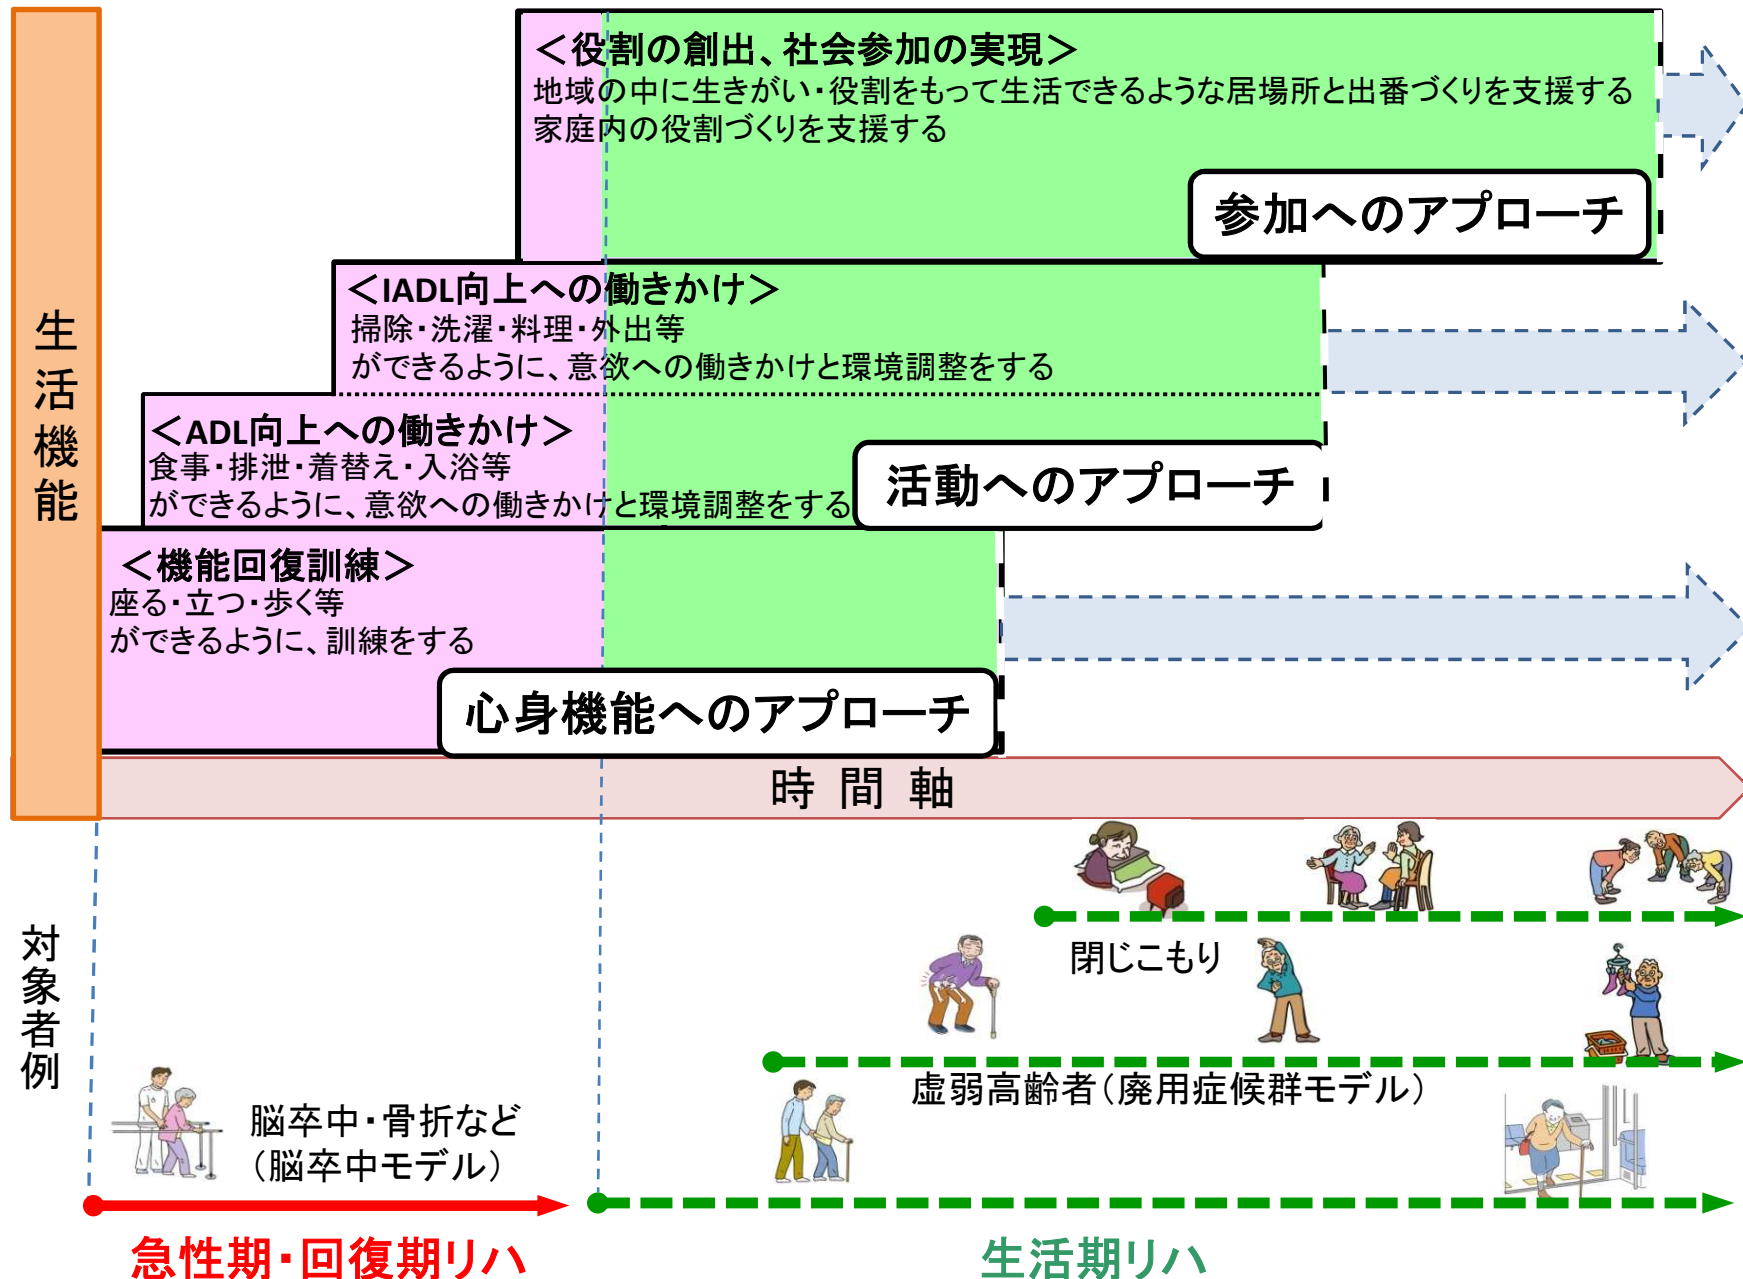 ＜役割の創出、社会参加の実現＞
地域の中に生きがい・役割をもって生活できるような居場所と出番づくりを支援する
家庭内の役割づくりを支援する
参加へのアプローチ
＜IADL向上への働きかけ＞
掃除・洗濯・料理・外出等
ができるように、意欲への働きかけと環境調整をする
＜ADL向上への働きかけ＞
食事・排泄・着替え・入浴等
ができるように、意欲への働きかけと環境調整をする
活動へのアプローチ
＜機能回復訓練＞
座る・立つ・歩く等
ができるように、訓練をする
心身機能へのアプローチ
生活機能
時間軸
対象者例
閉じこもり
虚弱高齢者（廃用症候群モデル）
脳卒中・骨折など
（脳卒中モデル）
急性期・回復期リハ
生活期リハ